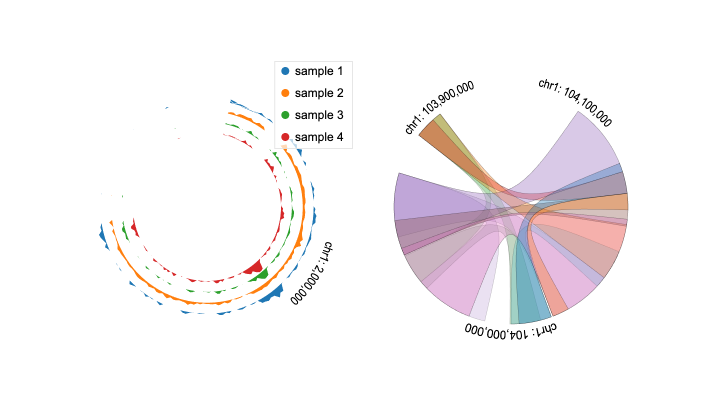 sample 1
sample 2
sample 3
sample 4
chr1: 2,000,000
chr1: 103,900,000
chr1: 104,100,000
chr1: 104,000,000